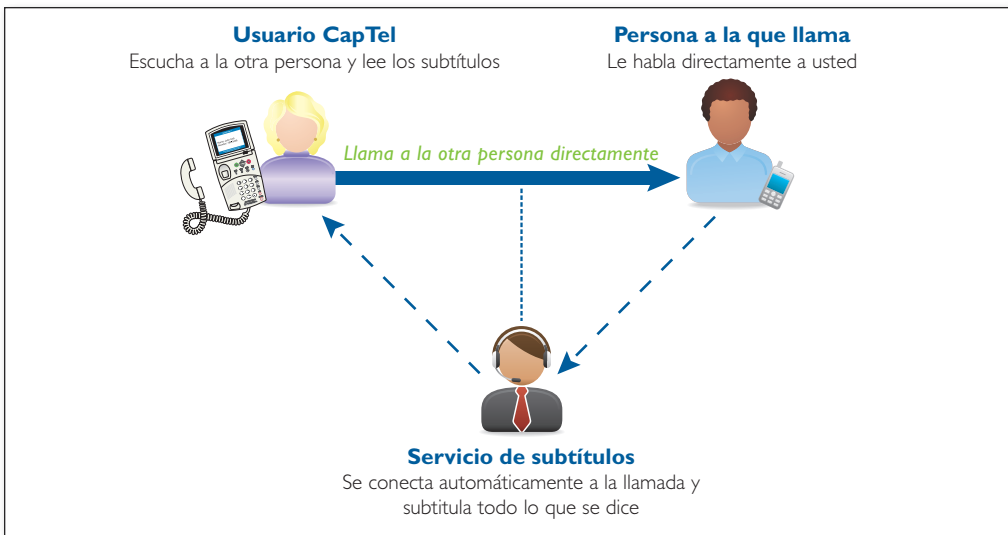 Usuario CapTel
Escucha a la otra persona y lee los subtítulos
Persona a la que llama
Le habla directamente a usted
Llama a la otra persona directamente
Servicio de subtítulos
Se conecta automáticamente a la llamada y
subtitula todo lo que se dice